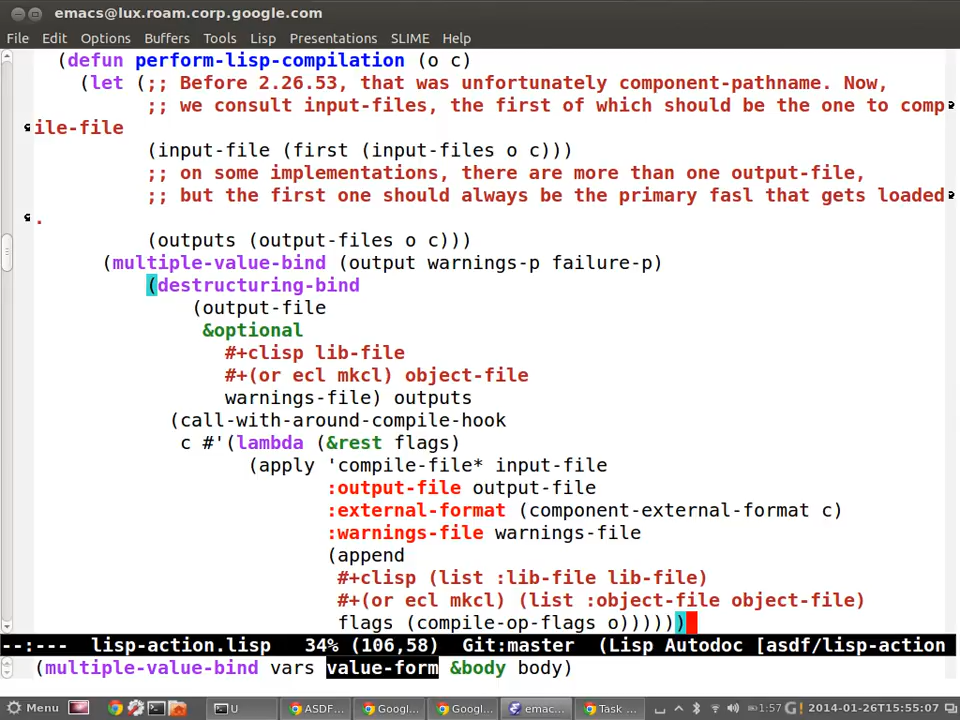 emacs@lux.roam.corp.google.com
File Edit Options Buffers Tools Lisp Presentations SLIME Help
(defun perform-lisp-compilation (o c)
(let (;; Before 2.26.53, that was unfortunately component-pathname. Now,
;; we consult input-files, the first of which should be the one to comp
ile-file
(input-file (first (input-files o c)))
;; on some implementations, there are more than one output-file,
;; but the first one should always be the primary fasl that gets loaded
.
(outputs (output-files o c)))
(multiple-value-bind (output warnings-p failure-p)
(destructuring-bind
(output-file
&optional
#+clisp lib-file
#+(or ecl mkcl) object-file
warnings-file) outputs
(call-with-around-compile-hook
c #'(lambda (&rest flags)
(apply 'compile-file* input-file
:output-file output-file
:external-format (component-external-format c)
:warnings-file warnings-file
(append
#+clisp (list :lib-file lib-file)
#+(or ecl mkcl) (list :object-file object-file)
flags (compile-op-flags o))))))
--:--- lisp-action.lisp 34% (106,58) Git:master (Lisp Autodoc [asdf/lisp-action
(multiple-value-bind vars value-form &body body)
Menu U ASDF... Googl... Googl... emac... Task ... 1:57 2014-01-26T15:55:07